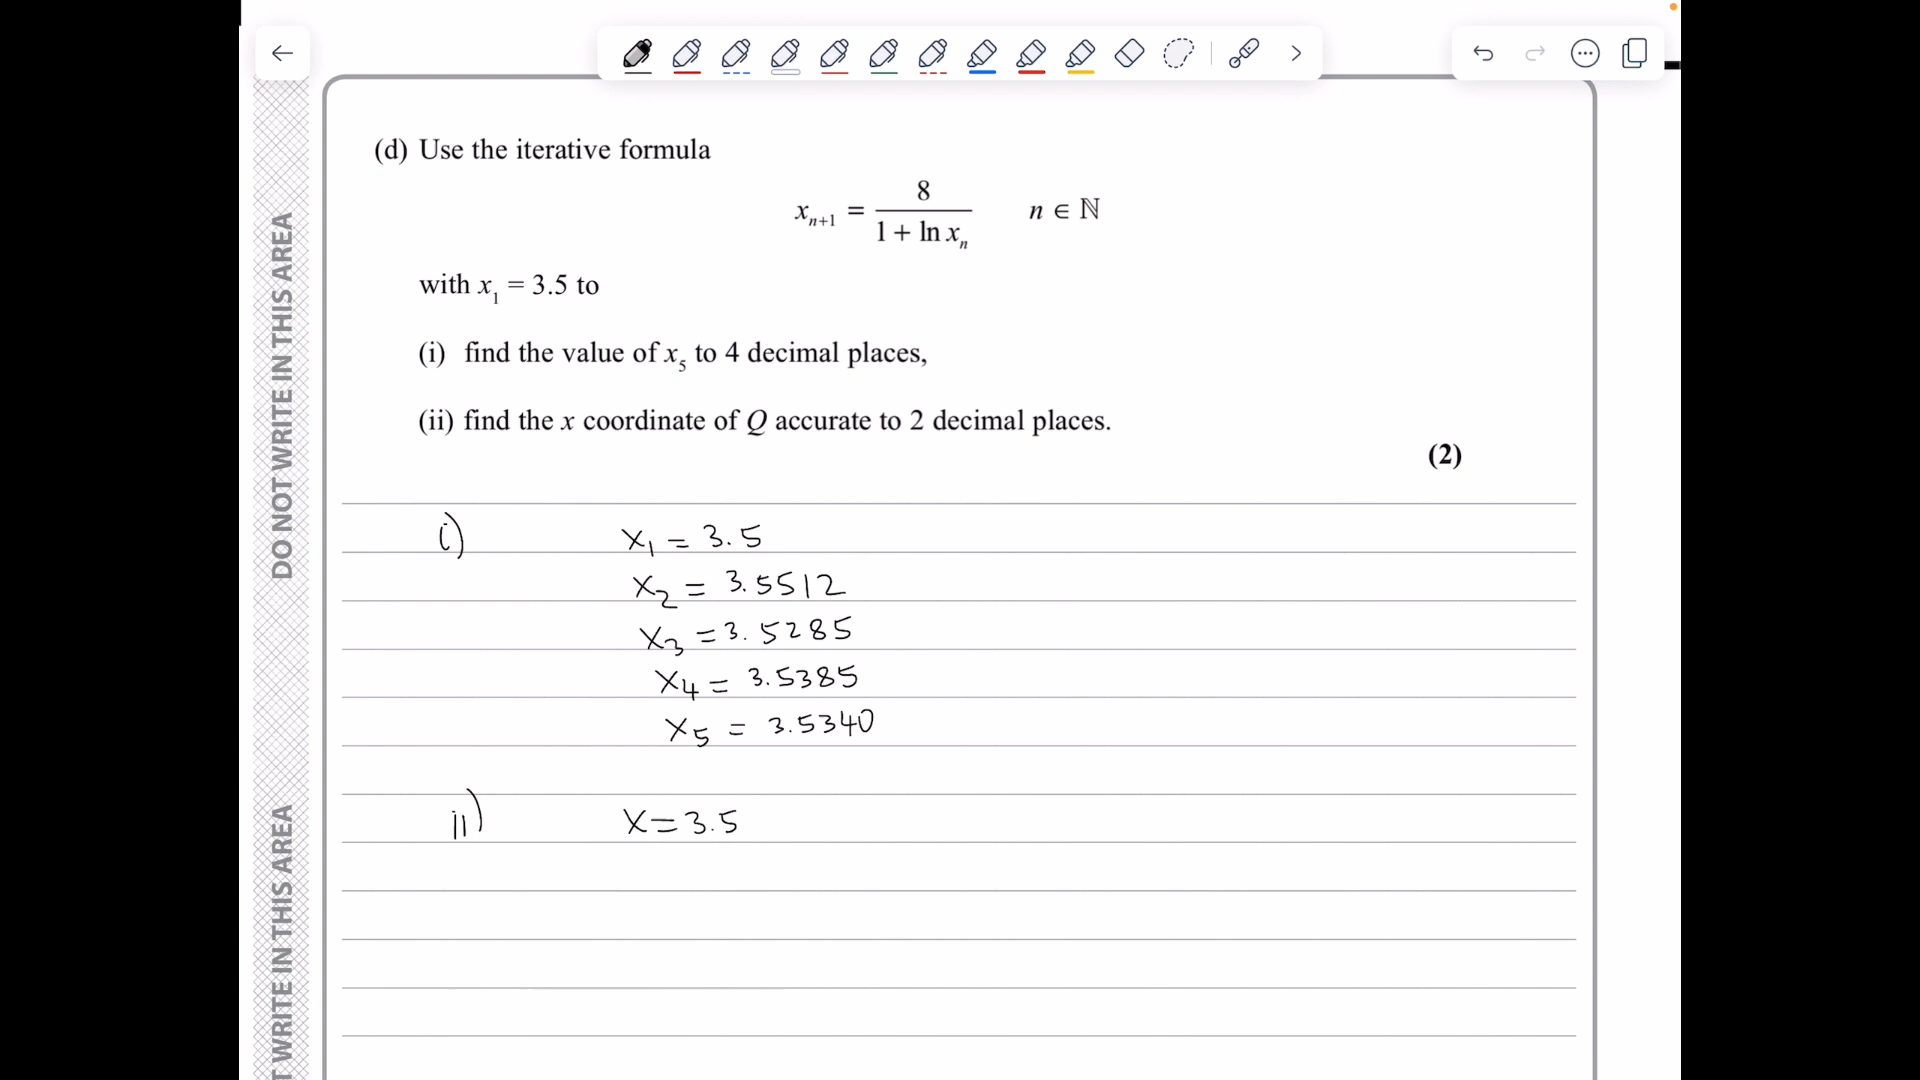 (d) Use the iterative formula
xₙ₊₁ = 8 / (1 + ln xₙ)  n ∈ ℕ
with x₁ = 3.5 to
(i) find the value of x₅ to 4 decimal places,
(ii) find the x coordinate of Q accurate to 2 decimal places.
(2)
i) x₁ = 3.5
x₂ = 3.5512
x₃ = 3.5285
x₄ = 3.5385
x₅ = 3.5340
ii) x = 3.5
DO NOT WRITE IN THIS AREA
T WRITE IN THIS AREA